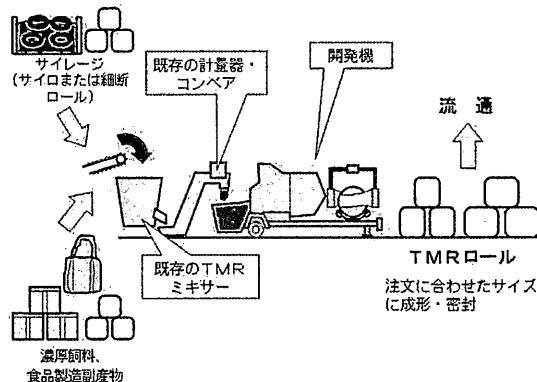 サイレージ
(サイロまたは細断
ロール)
既存の計量器・
コンベア
開発機
流 通
既存のTMR
ミキサー
TMRロール
注文に合わせたサイズ
に成形・密封
濃厚飼料、
食品製造副産物